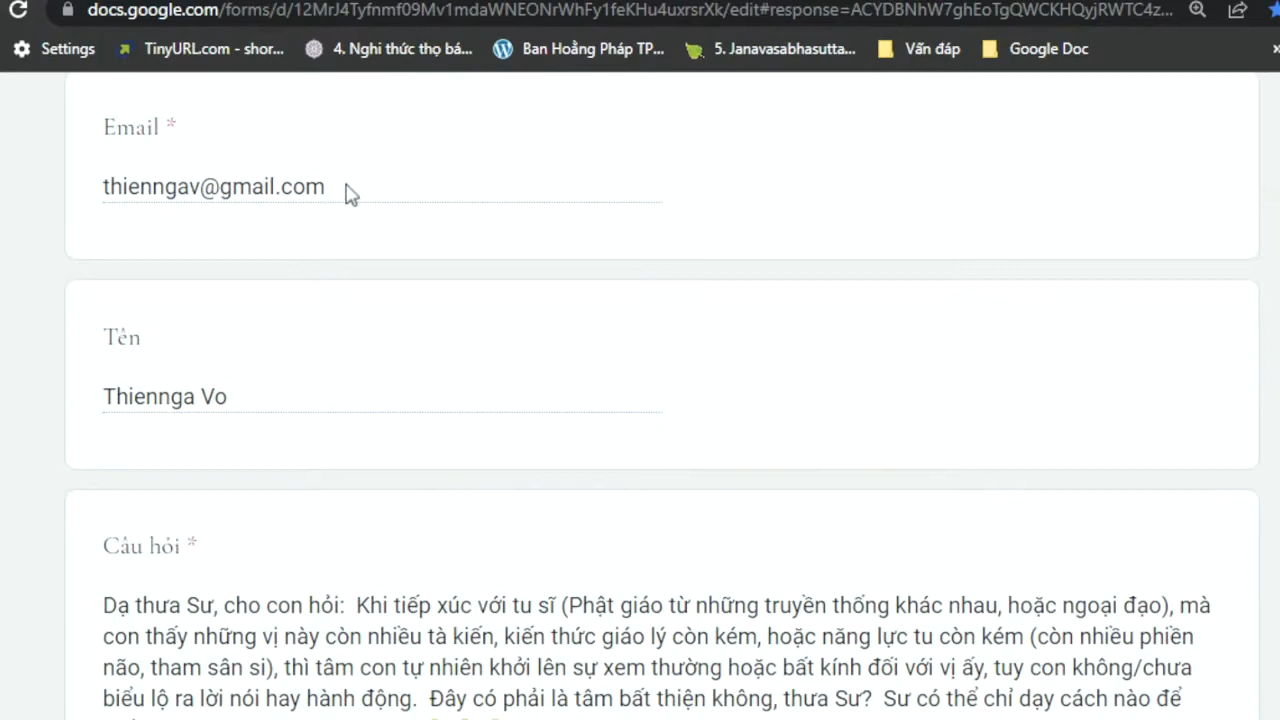 docs.google.com/forms/d/12MrJ4Tyfnmf09Mv1mdaWNEONrWhFy1feKHu4uxrsrXk/edit#response=ACYDBNhW7ghEoTgQWCKHQyjRWTC4z...
Settings TinyURL.com - shor... 4. Nghi thức thọ bá... Ban Hoằng Pháp TP... 5. Janavasabhasutta... Vấn đáp Google Doc »
Email *
thienngav@gmail.com
Tên
Thiennga Vo
Câu hỏi *
Dạ thưa Sư, cho con hỏi: Khi tiếp xúc với tu sĩ (Phật giáo từ những truyền thống khác nhau, hoặc ngoại đạo), mà
con thấy những vị này còn nhiều tà kiến, kiến thức giáo lý còn kém, hoặc năng lực tu còn kém (còn nhiều phiền
não, tham sân si), thì tâm con tự nhiên khởi lên sự xem thường hoặc bất kính đối với vị ấy, tuy con không/chưa
biểu lộ ra lời nói hay hành động. Đây có phải là tâm bất thiện không, thưa Sư? Sư có thể chỉ dạy cách nào để